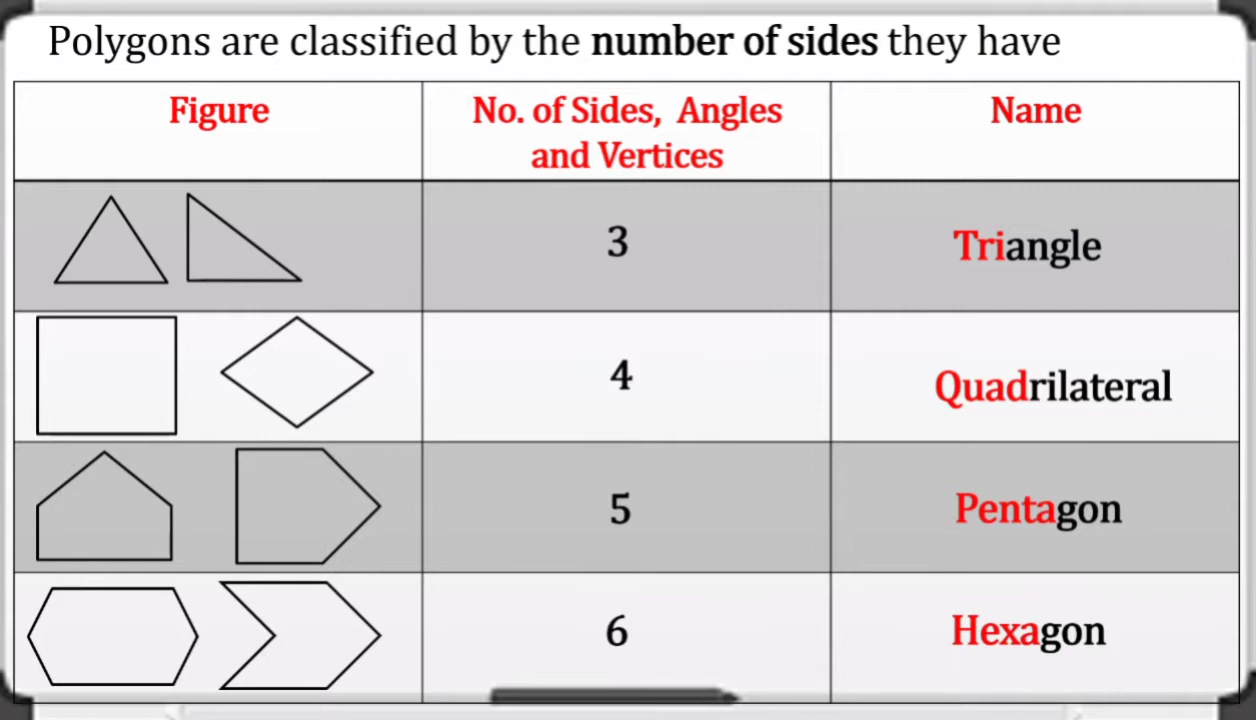 Polygons are classified by the number of sides they have
Figure
No. of Sides, Angles
and Vertices
Name
3
Triangle
4
Quadrilateral
5
Pentagon
6
Hexagon